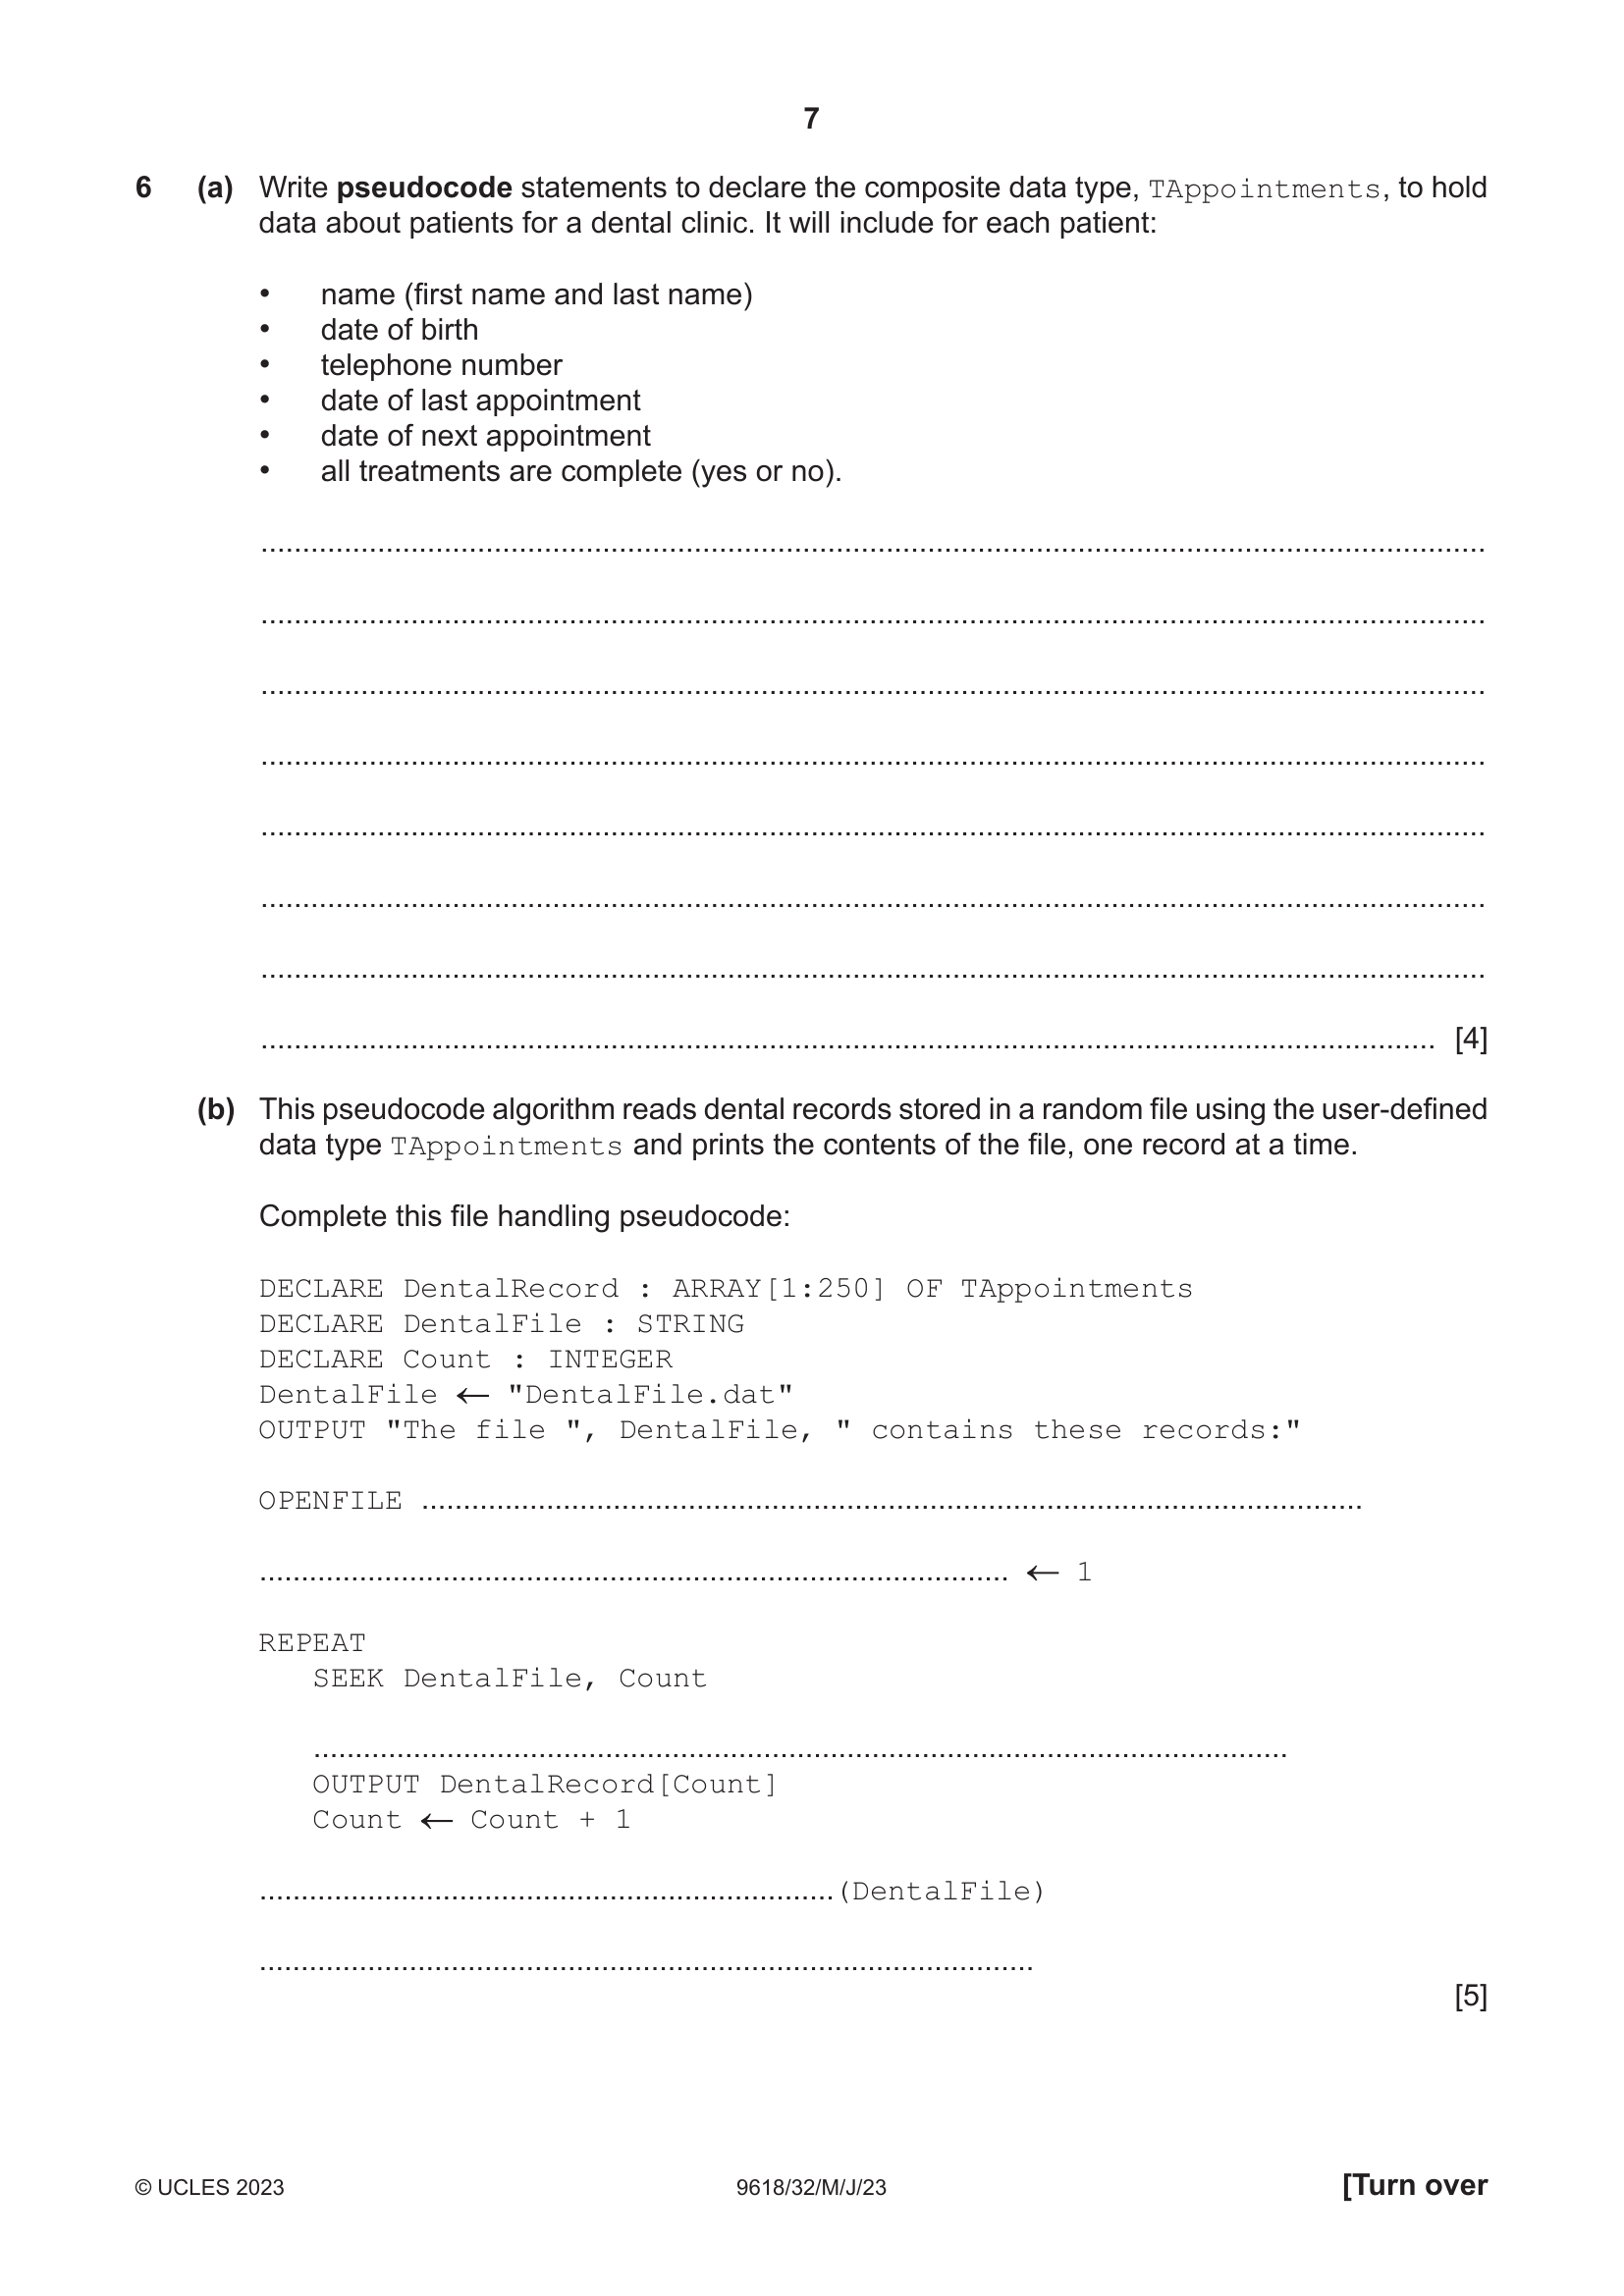 7
6 (a) Write pseudocode statements to declare the composite data type, TAppointments, to hold
data about patients for a dental clinic. It will include for each patient:
• name (first name and last name)
• date of birth
• telephone number
• date of last appointment
• date of next appointment
• all treatments are complete (yes or no).
[4]
(b) This pseudocode algorithm reads dental records stored in a random file using the user-defined
data type TAppointments and prints the contents of the file, one record at a time.
Complete this file handling pseudocode:
DECLARE DentalRecord : ARRAY[1:250] OF TAppointments
DECLARE DentalFile : STRING
DECLARE Count : INTEGER
DentalFile ← "DentalFile.dat"
OUTPUT "The file ", DentalFile, " contains these records:"
OPENFILE ..........
.......... ← 1
REPEAT
SEEK DentalFile, Count
..........
OUTPUT DentalRecord[Count]
Count ← Count + 1
..........(DentalFile)
..........
[5]
© UCLES 2023 9618/32/M/J/23 [Turn over